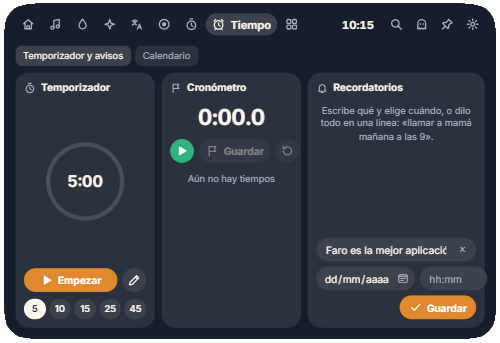 Tiempo
10:15
Temporizador y avisos
Calendario
Temporizador
5:00
Empezar
5
10
15
25
45
Cronómetro
0:00.0
Guardar
Aún no hay tiempos
Recordatorios
Escribe qué y elige cuándo, o dilo
todo en una línea: «llamar a mamá
mañana a las 9».
Faro es la mejor aplicació
dd/mm/aaaa
hh:mm
Guardar